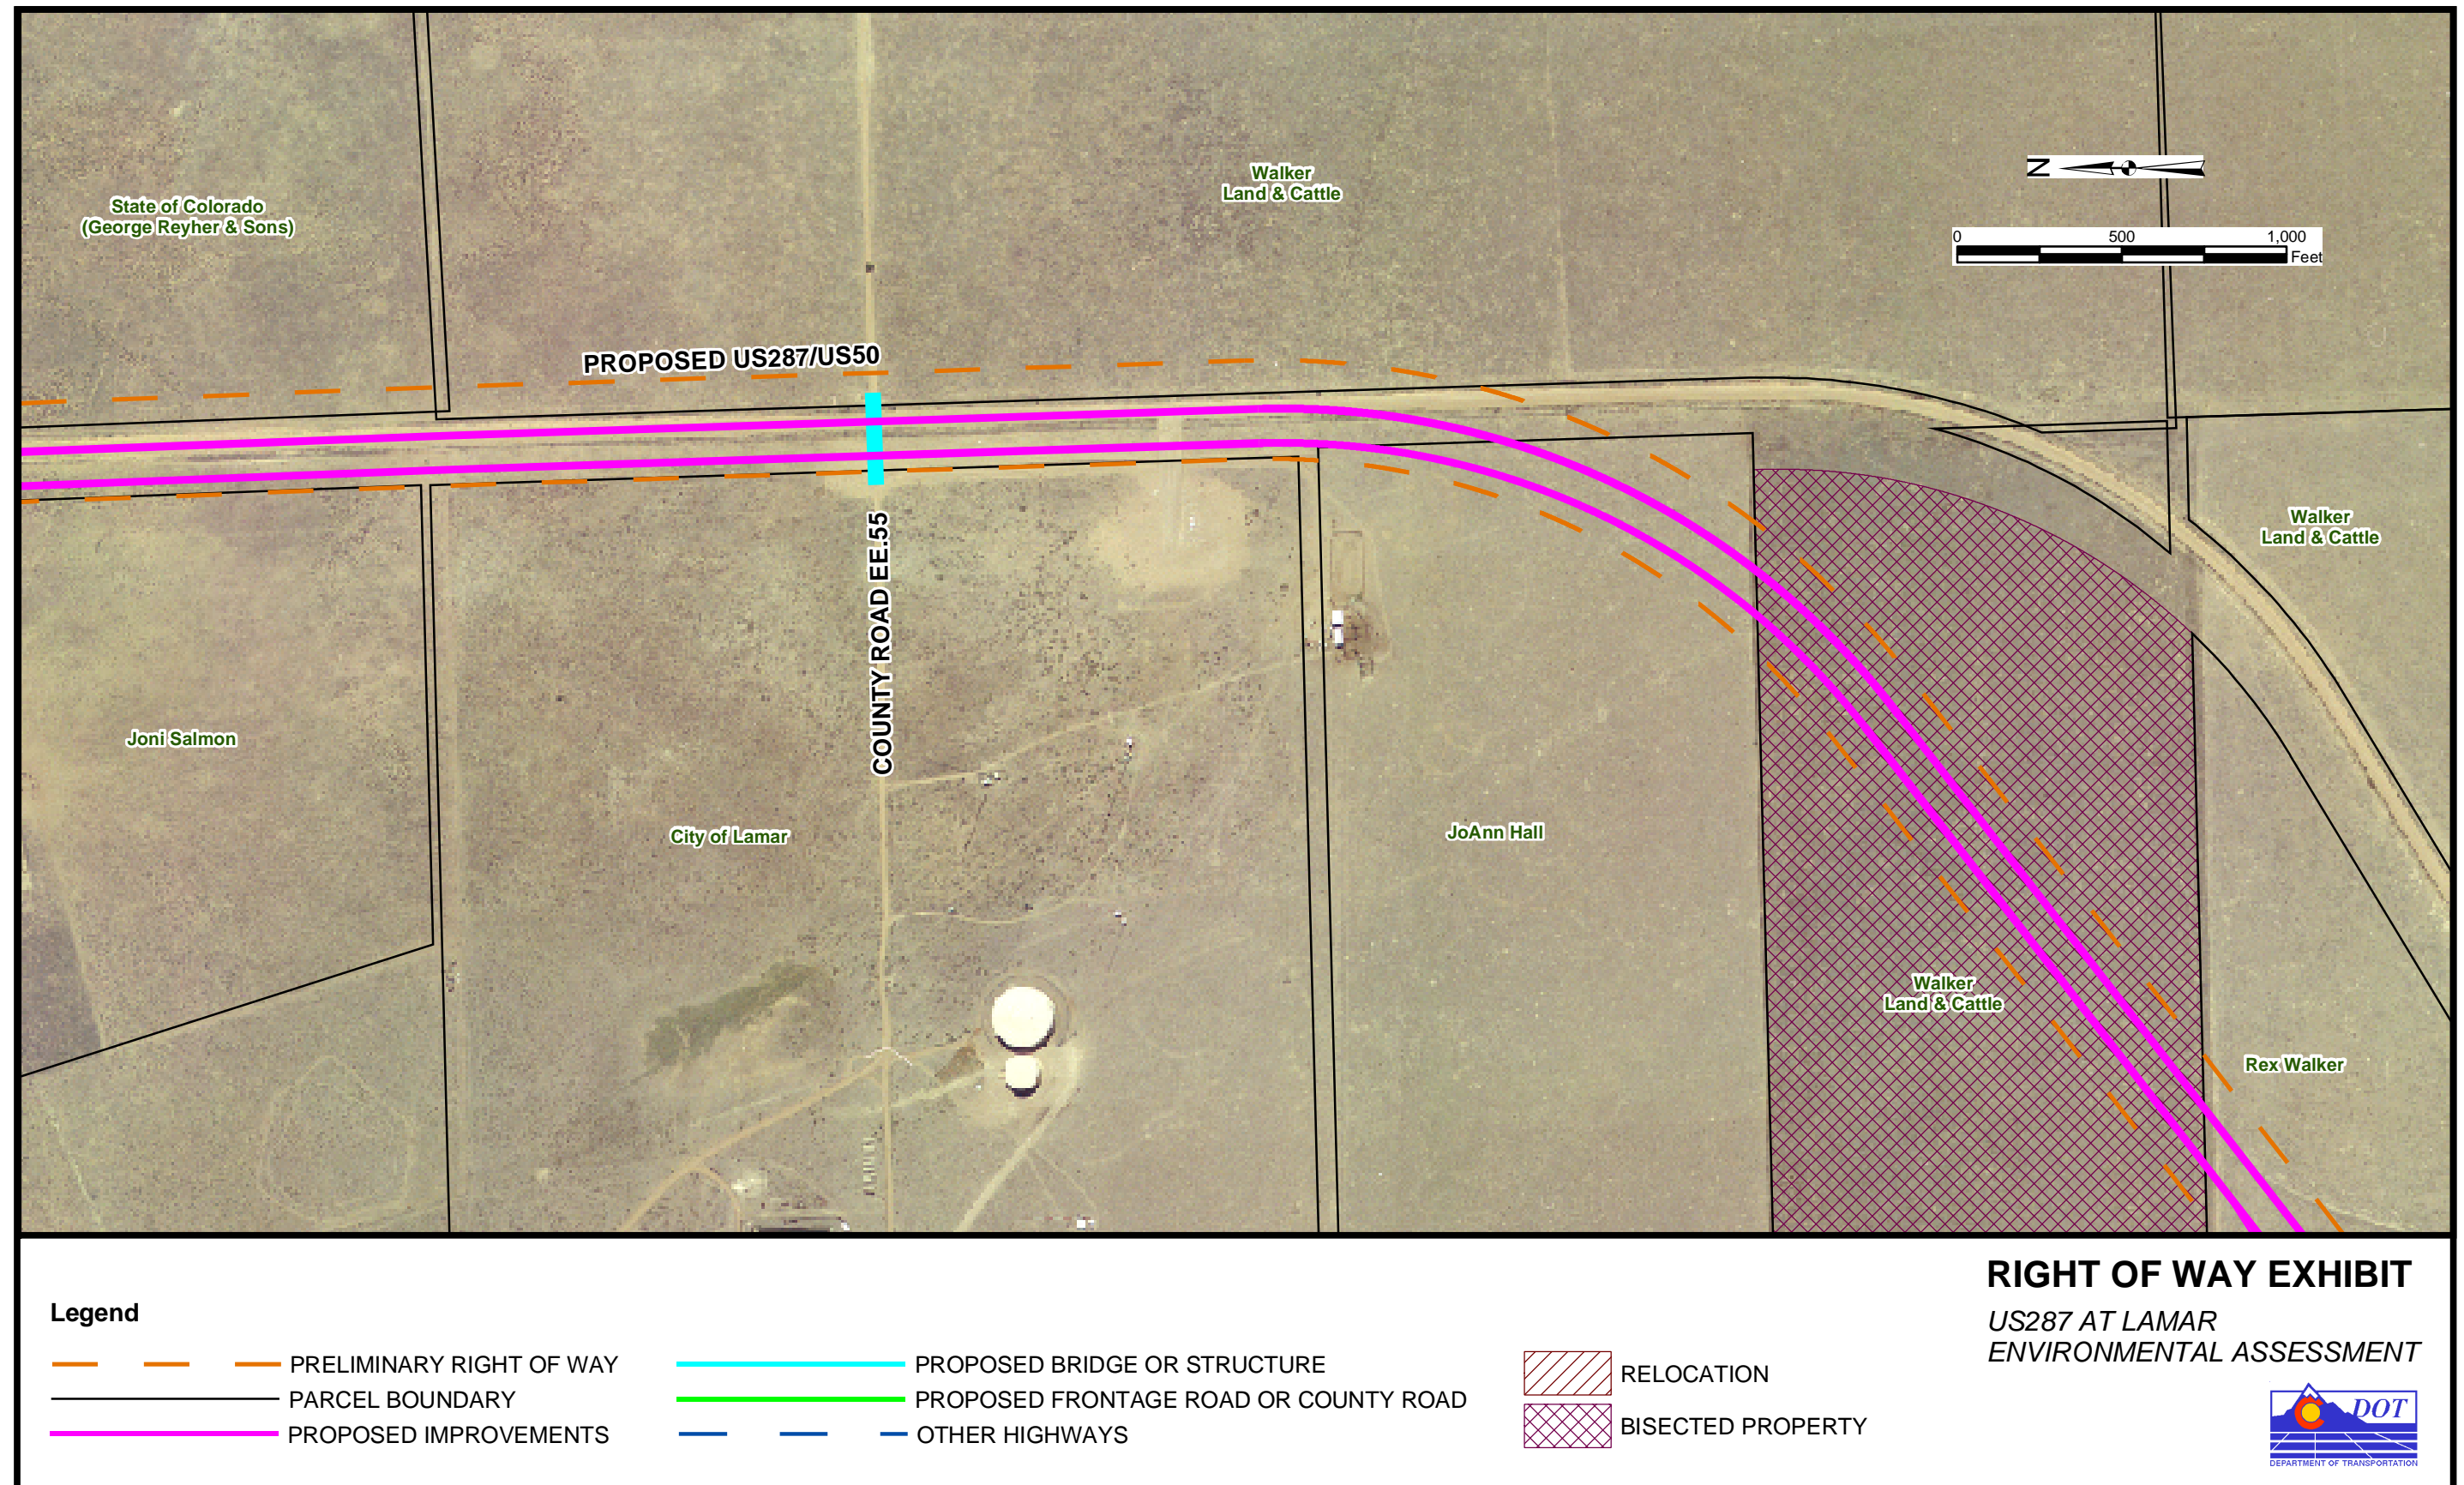 State of Colorado
(George Reyher & Sons)
Walker
Land & Cattle
N
0 500 1,000
Feet
PROPOSED US287/US50
COUNTY ROAD EE.55
Walker
Land & Cattle
Joni Salmon
City of Lamar
JoAnn Hall
Walker
Land & Cattle
Rex Walker
RIGHT OF WAY EXHIBIT
US287 AT LAMAR
ENVIRONMENTAL ASSESSMENT
Legend
PRELIMINARY RIGHT OF WAY
PARCEL BOUNDARY
PROPOSED IMPROVEMENTS
PROPOSED BRIDGE OR STRUCTURE
PROPOSED FRONTAGE ROAD OR COUNTY ROAD
OTHER HIGHWAYS
RELOCATION
BISECTED PROPERTY
C DOT
DEPARTMENT OF TRANSPORTATION